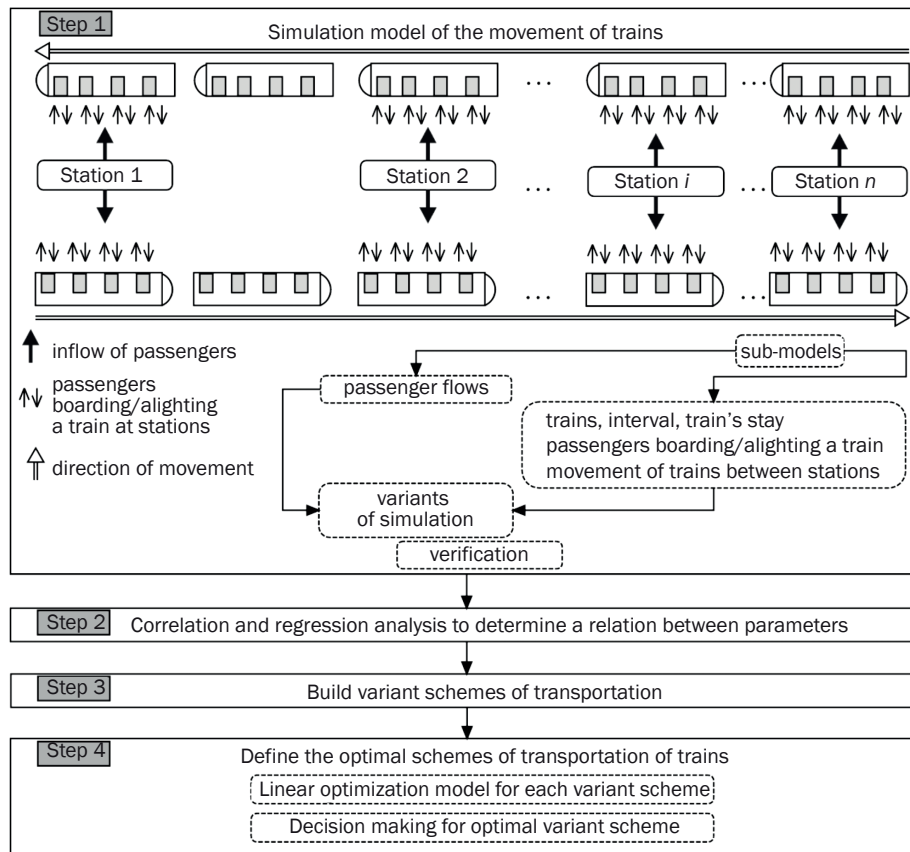 Step 1
Simulation model of the movement of trains
...
...
Station 1
Station 2
...
Station i
...
Station n
...
...
inflow of passengers
passengers
boarding/alighting
a train at stations
direction of movement
sub-models
passenger flows
trains, interval, train's stay
passengers boarding/alighting a train
movement of trains between stations
variants
of simulation
verification
Step 2
Correlation and regression analysis to determine a relation between parameters
Step 3
Build variant schemes of transportation
Step 4
Define the optimal schemes of transportation of trains
Linear optimization model for each variant scheme
Decision making for optimal variant scheme